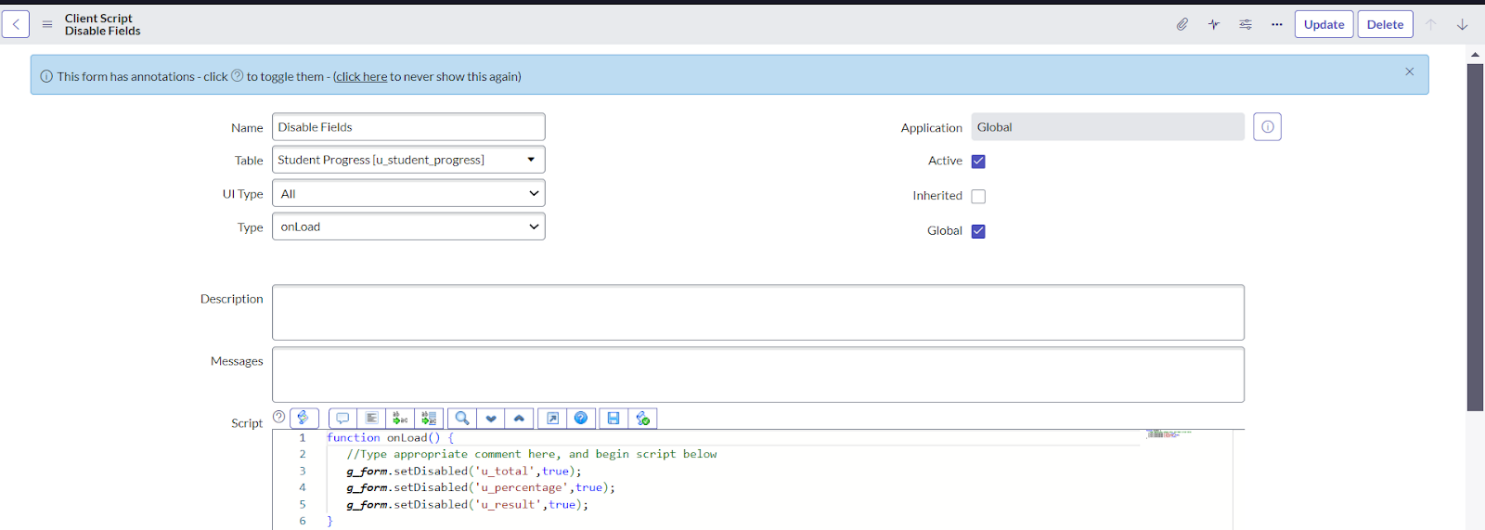 Client Script
Disable Fields
Update
Delete
This form has annotations - click ? to toggle them - (click here to never show this again)
Name
Disable Fields
Application
Global
Table
Student Progress [u_student_progress]
Active
UI Type
All
Inherited
Type
onLoad
Global
Description
Messages
Script
1 function onLoad() {
2 //Type appropriate comment here, and begin script below
3 g_form.setDisabled('u_total',true);
4 g_form.setDisabled('u_percentage',true);
5 g_form.setDisabled('u_result',true);
6 }